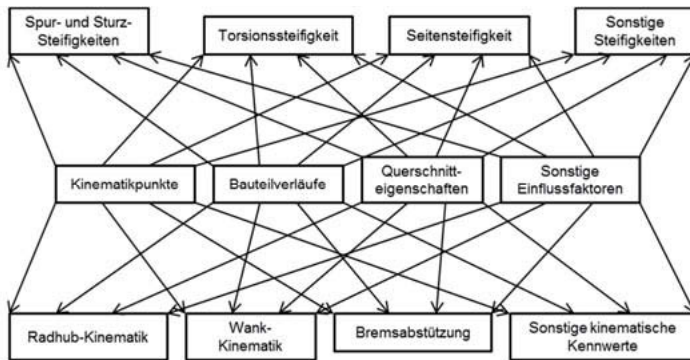 Spur- und Sturz-
Steifigkeiten
Torsionssteifigkeit
Seitensteifigkeit
Sonstige
Steifigkeiten
Kinematikpunkte
Bauteilverläufe
Querschnitt-
eigenschaften
Sonstige
Einflussfaktoren
Radhub-Kinematik
Wank-
Kinematik
Bremsabstützung
Sonstige kinematische
Kennwerte